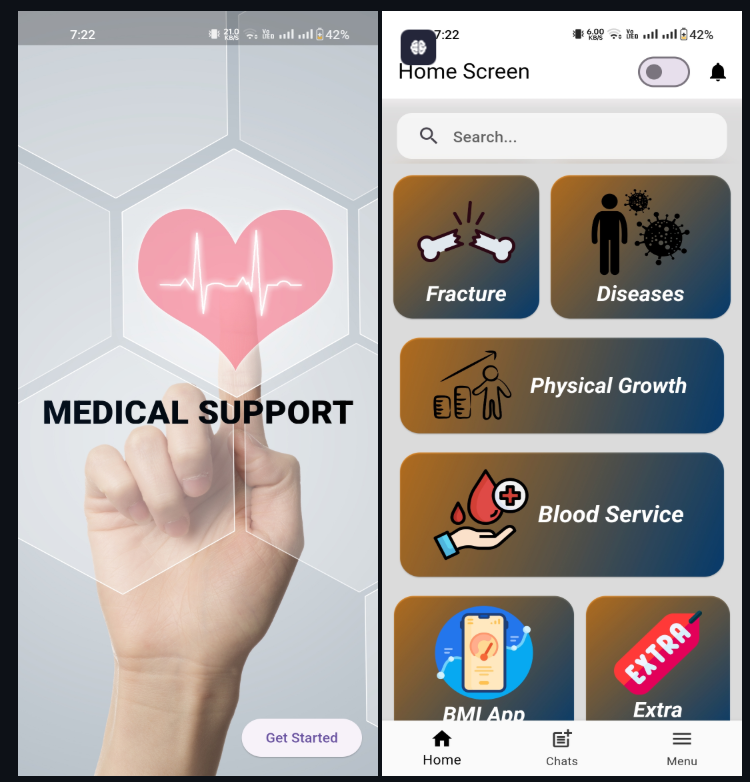 7:22
21.0
KB/S
42%
MEDICAL SUPPORT
Get Started
7:22
6.00
KB/S
42%
Home Screen
Search...
Fracture
Diseases
Physical Growth
Blood Service
BMI App
EXTRA
Extra
Home
Chats
Menu